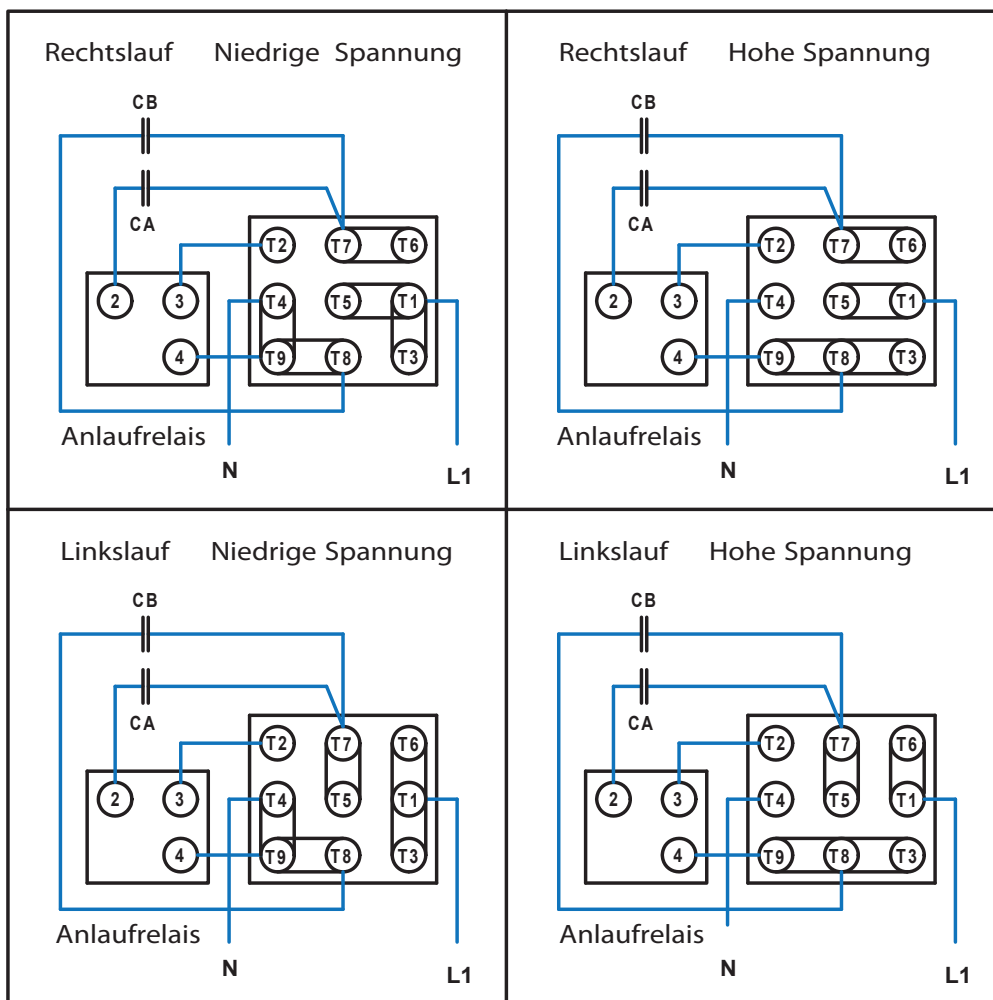 Rechtslauf Niedrige Spannung
CB
CA
T2 T7 T6
2 3 T4 T5 T1
4 T9 T8 T3
Anlaufrelais
N L1
Rechtslauf Hohe Spannung
CB
CA
T2 T7 T6
2 3 T4 T5 T1
4 T9 T8 T3
Anlaufrelais
N L1
Linkslauf Niedrige Spannung
CB
CA
T2 T7 T6
2 3 T4 T5 T1
4 T9 T8 T3
Anlaufrelais
N L1
Linkslauf Hohe Spannung
CB
CA
T2 T7 T6
2 3 T4 T5 T1
4 T9 T8 T3
Anlaufrelais
N L1